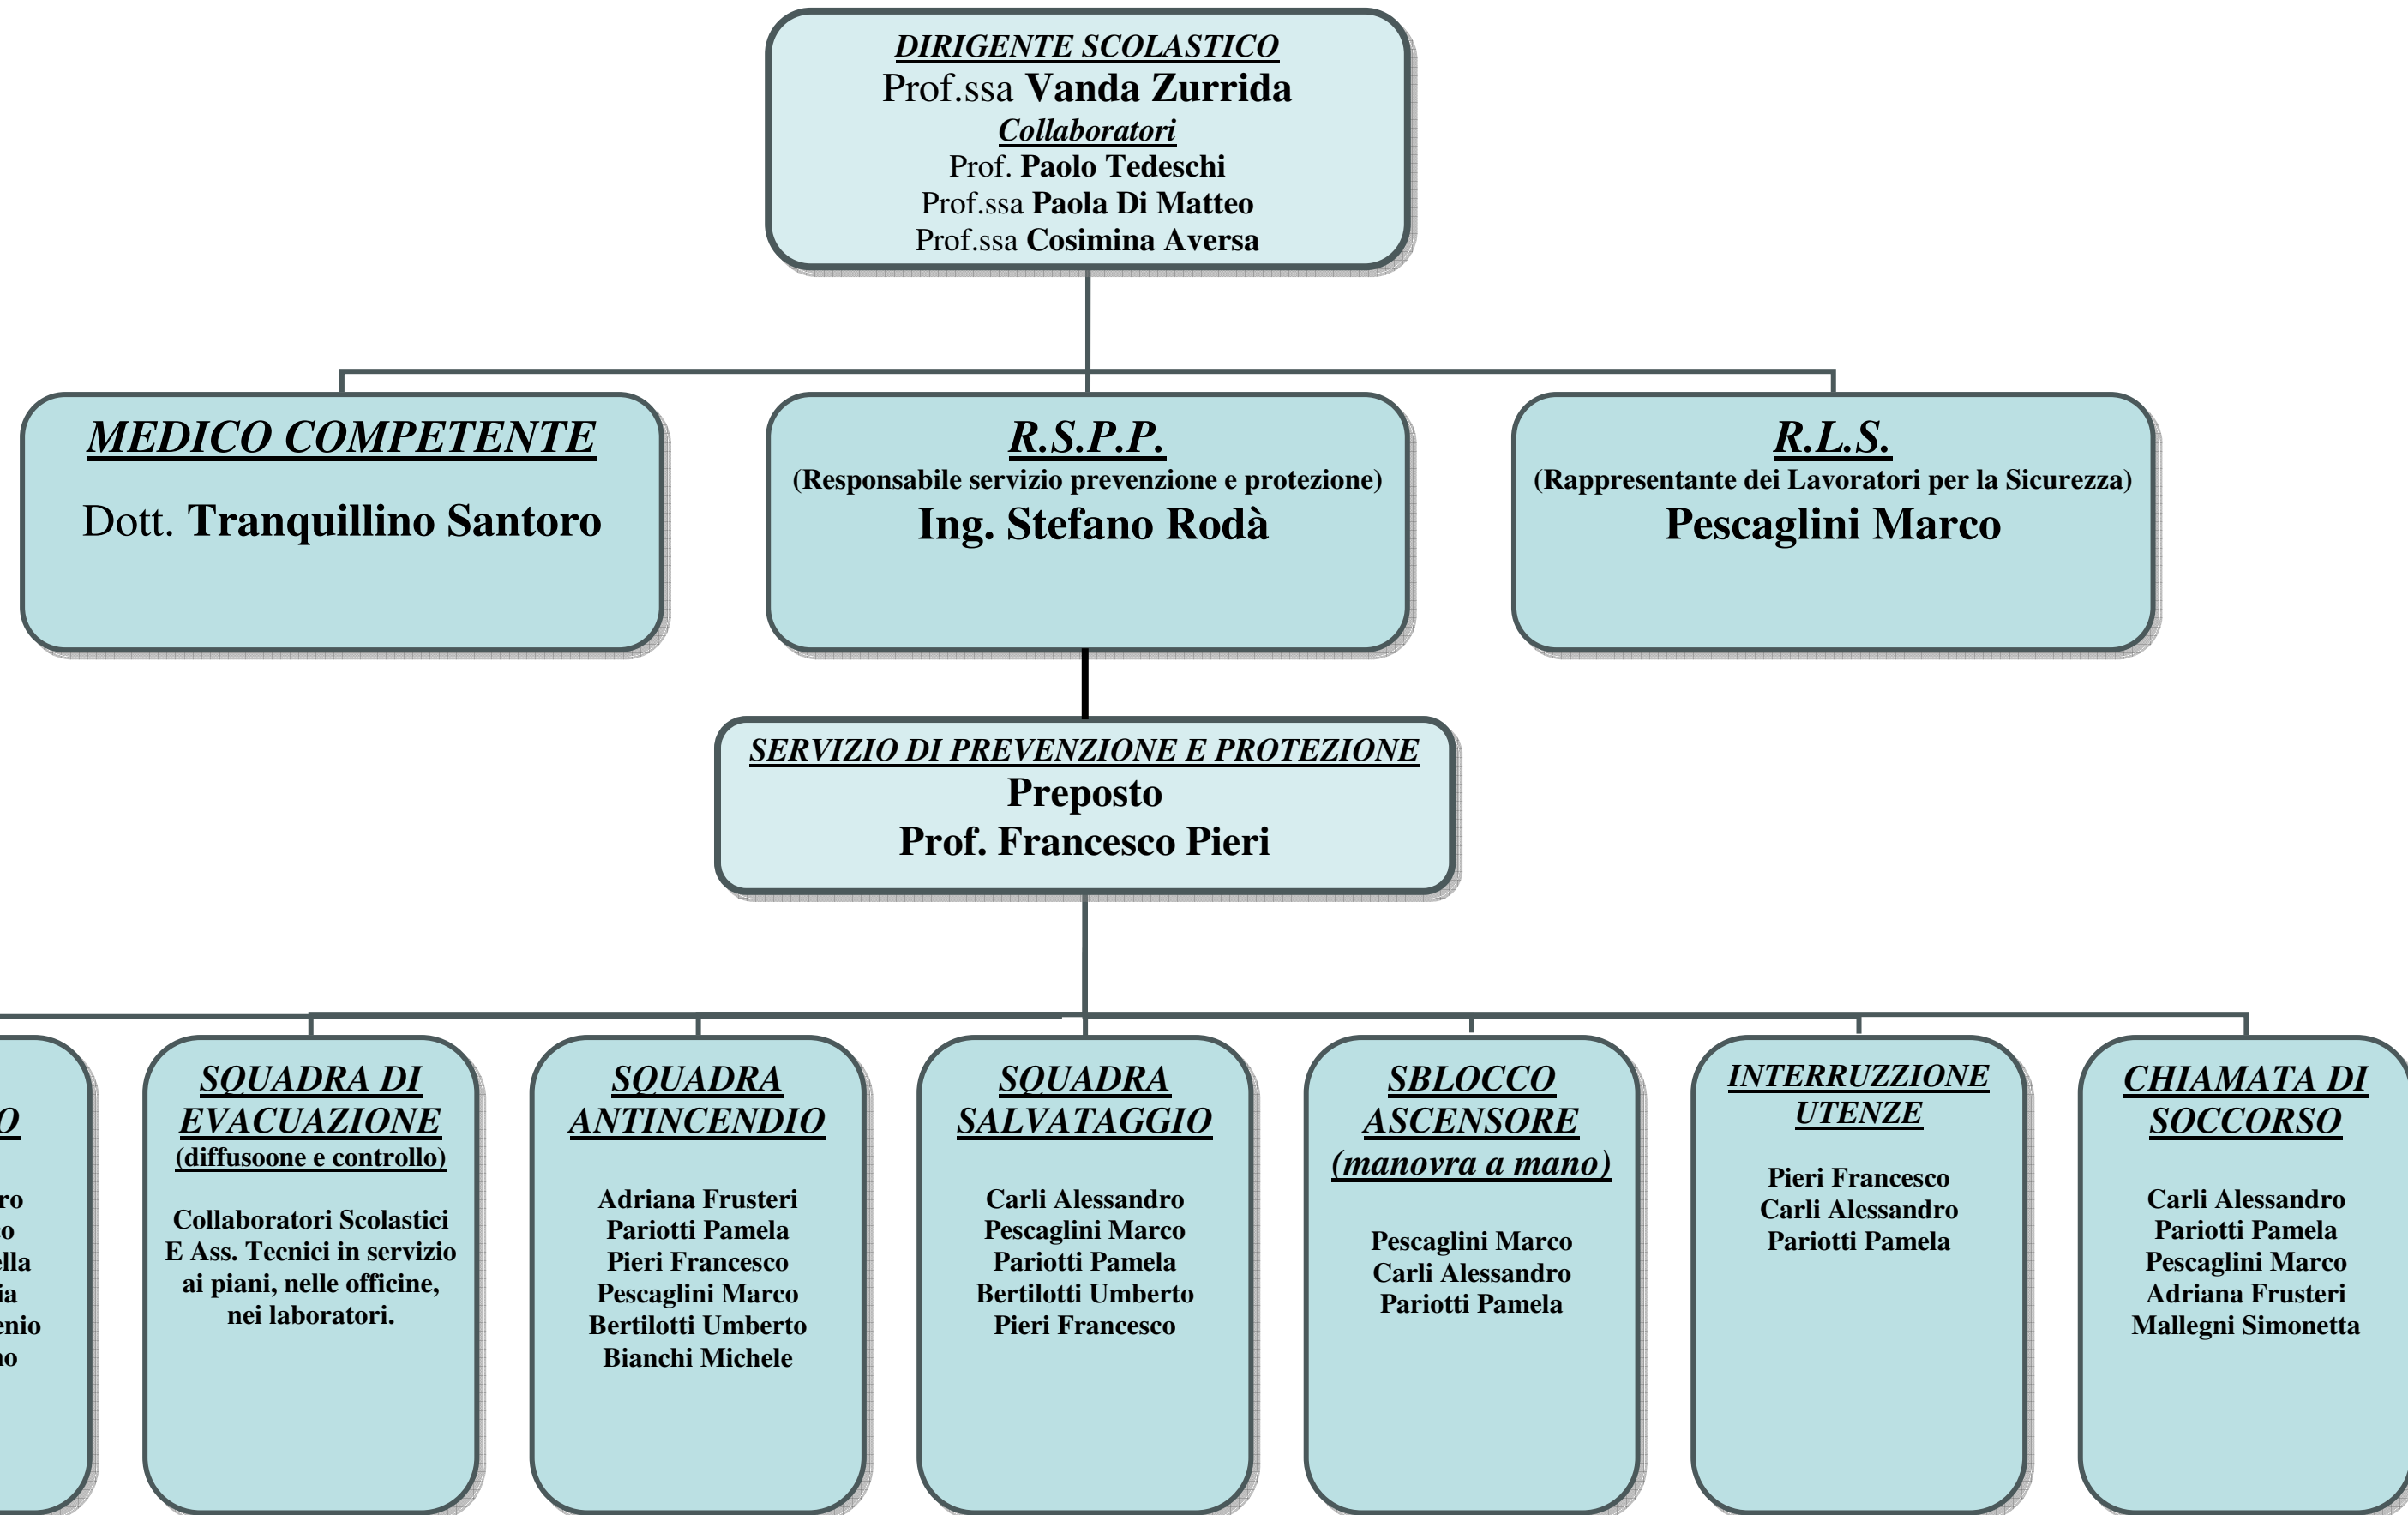 DIRIGENTE SCOLASTICO
Prof.ssa Vanda Zurrida
Collaboratori
Prof. Paolo Tedeschi
Prof.ssa Paola Di Matteo
Prof.ssa Cosimina Aversa
MEDICO COMPETENTE
Dott. Tranquillino Santoro
R.S.P.P.
(Responsabile servizio prevenzione e protezione)
Ing. Stefano Rodà
R.L.S.
(Rappresentante dei Lavoratori per la Sicurezza)
Pescaglini Marco
SERVIZIO DI PREVENZIONE E PROTEZIONE
Preposto
Prof. Francesco Pieri
SQUADRA DI
EVACUAZIONE
(diffusoone e controllo)
Collaboratori Scolastici
E Ass. Tecnici in servizio
ai piani, nelle officine,
nei laboratori.
SQUADRA
ANTINCENDIO
Adriana Frusteri
Pariotti Pamela
Pieri Francesco
Pescaglini Marco
Bertilotti Umberto
Bianchi Michele
SQUADRA
SALVATAGGIO
Carli Alessandro
Pescaglini Marco
Pariotti Pamela
Bertilotti Umberto
Pieri Francesco
SBLOCCO
ASCENSORE
(manovra a mano)
Pescaglini Marco
Carli Alessandro
Pariotti Pamela
INTERRUZZIONE
UTENZE
Pieri Francesco
Carli Alessandro
Pariotti Pamela
CHIAMATA DI
SOCCORSO
Carli Alessandro
Pariotti Pamela
Pescaglini Marco
Adriana Frusteri
Mallegni Simonetta